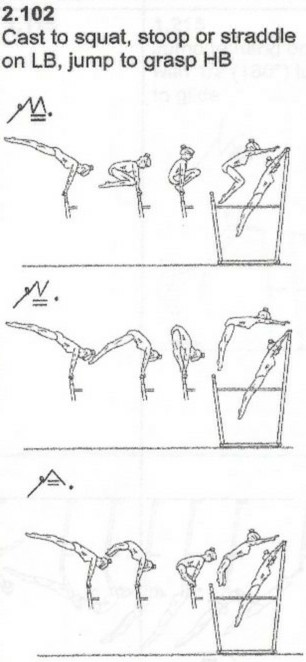 2.102
Cast to squat, stoop or straddle
on LB, jump to grasp HB